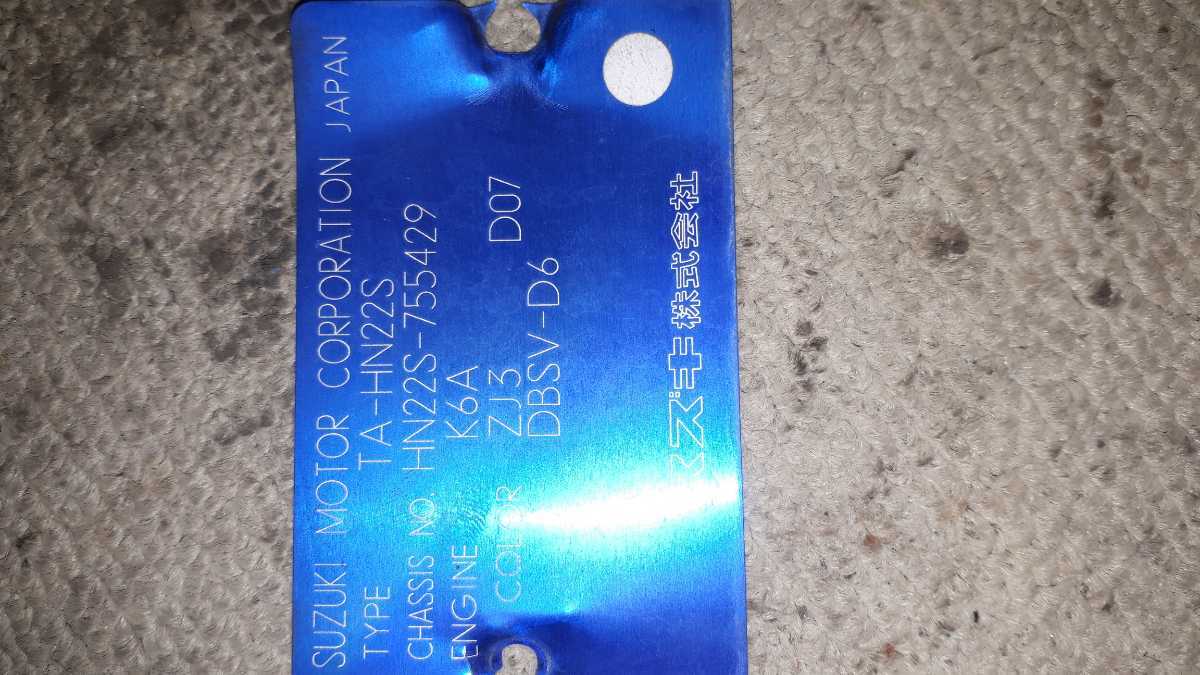 SUZUKI MOTOR CORPORATION JAPAN
TYPE TA-HN22S
CHASSIS NO. HN22S-755429
ENGINE K6A
COLOR ZJ3 D07
DBSV-D6
スズキ株式会社